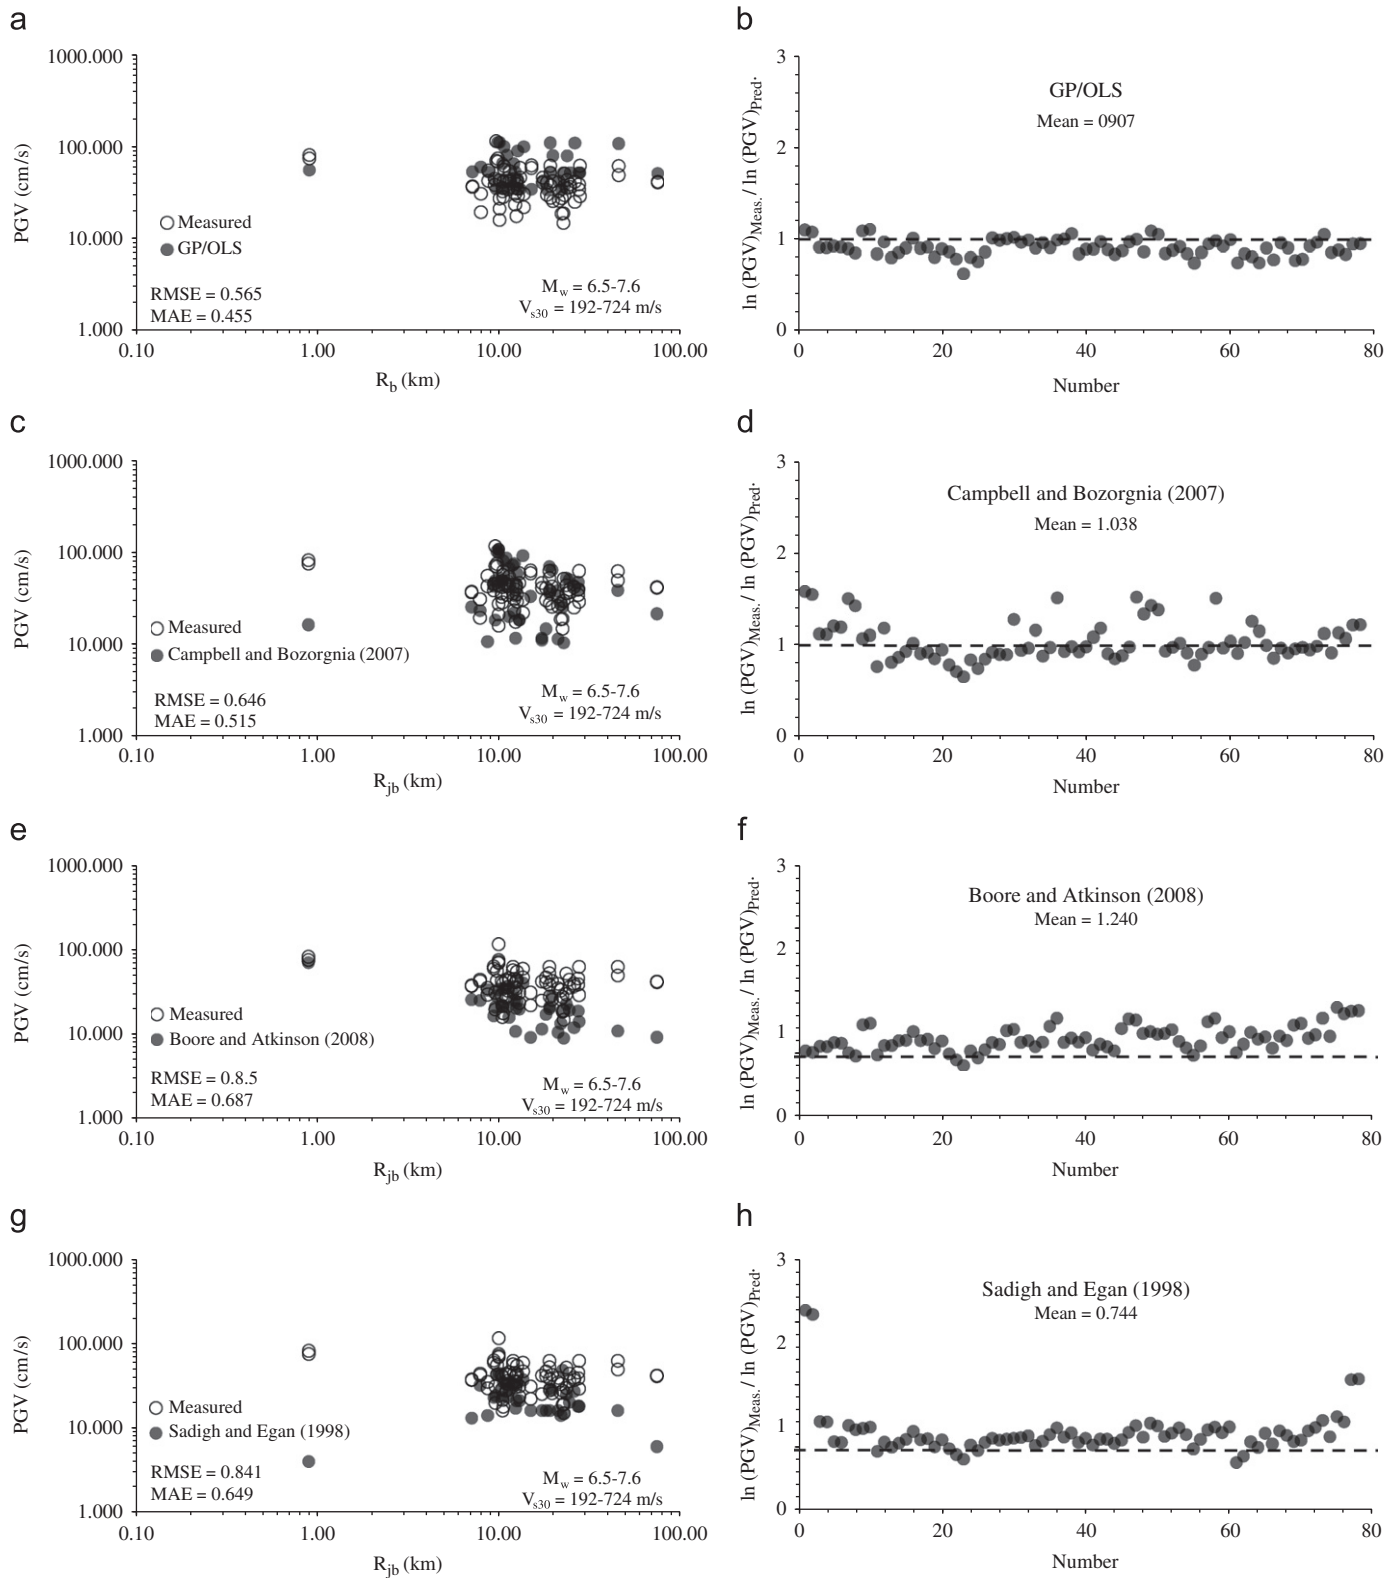 a
1000.000
100.000
10.000
1.000
PGV (cm/s)
Measured
GP/OLS
RMSE = 0.565
MAE = 0.455
Mw = 6.5-7.6
Vs30 = 192-724 m/s
0.10 1.00 10.00 100.00
Rb (km)
b
3
2
1
0
ln (PGV)Meas. / ln (PGV)Pred.
GP/OLS
Mean = 0907
0 20 40 60 80
Number
c
1000.000
100.000
10.000
1.000
PGV (cm/s)
Measured
Campbell and Bozorgnia (2007)
RMSE = 0.646
MAE = 0.515
Mw = 6.5-7.6
Vs30 = 192-724 m/s
0.10 1.00 10.00 100.00
Rjb (km)
d
3
2
1
0
ln (PGV)Meas. / ln (PGV)Pred.
Campbell and Bozorgnia (2007)
Mean = 1.038
0 20 40 60 80
Number
e
1000.000
100.000
10.000
1.000
PGV (cm/s)
Measured
Boore and Atkinson (2008)
RMSE = 0.8.5
MAE = 0.687
Mw = 6.5-7.6
Vs30 = 192-724 m/s
0.10 1.00 10.00 100.00
Rjb (km)
f
3
2
1
0
ln (PGV)Meas. / ln (PGV)Pred.
Boore and Atkinson (2008)
Mean = 1.240
0 20 40 60 80
Number
g
1000.000
100.000
10.000
1.000
PGV (cm/s)
Measured
Sadigh and Egan (1998)
RMSE = 0.841
MAE = 0.649
Mw = 6.5-7.6
Vs30 = 192-724 m/s
0.10 1.00 10.00 100.00
Rjb (km)
h
3
2
1
0
ln (PGV)Meas. / ln (PGV)Pred.
Sadigh and Egan (1998)
Mean = 0.744
0 20 40 60 80
Number